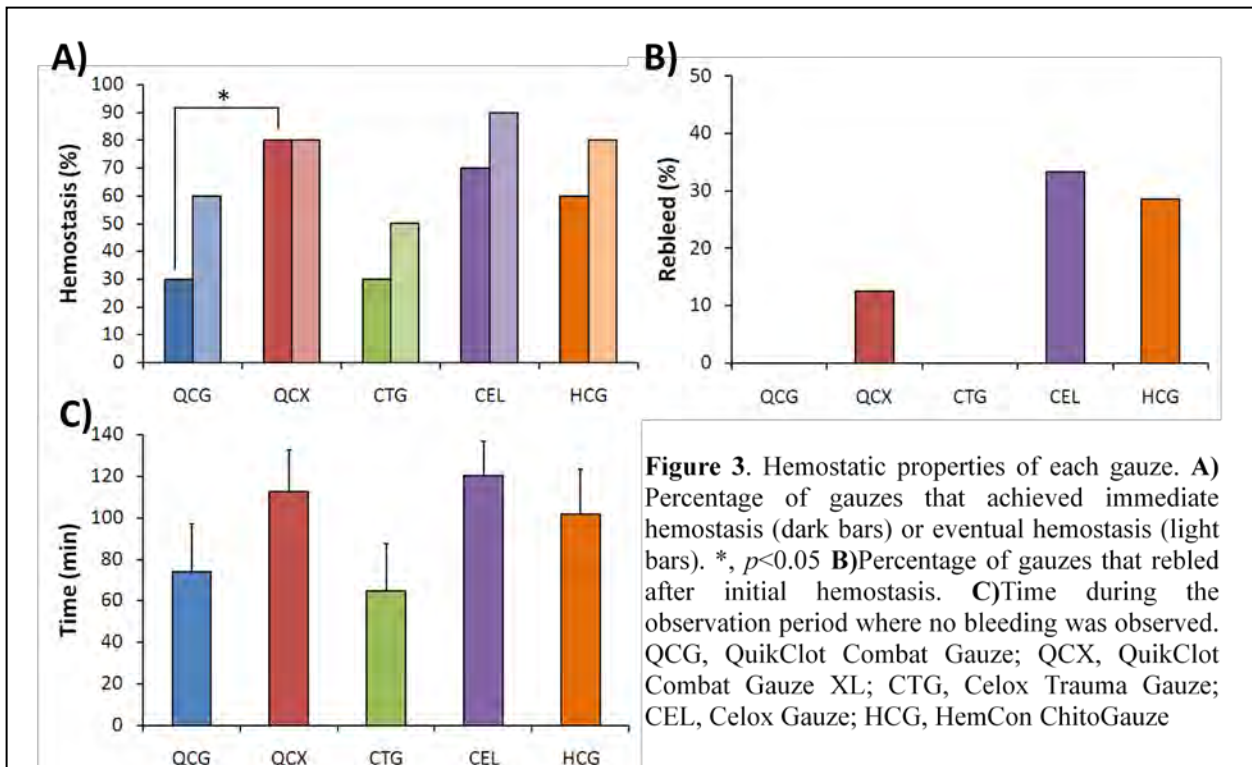 A)
Hemostasis (%)
100
90
80
70
60
50
40
30
20
10
0
*
QCG QCX CTG CEL HCG
B)
Rebleed (%)
50
40
30
20
10
0
QCG QCX CTG CEL HCG
C)
Time (min)
140
120
100
80
60
40
20
0
QCG QCX CTG CEL HCG
Figure 3. Hemostatic properties of each gauze. A)
Percentage of gauzes that achieved immediate
hemostasis (dark bars) or eventual hemostasis (light
bars). *, p<0.05 B)Percentage of gauzes that rebled
after initial hemostasis. C)Time during the
observation period where no bleeding was observed.
QCG, QuikClot Combat Gauze; QCX, QuikClot
Combat Gauze XL; CTG, Celox Trauma Gauze;
CEL, Celox Gauze; HCG, HemCon ChitoGauze